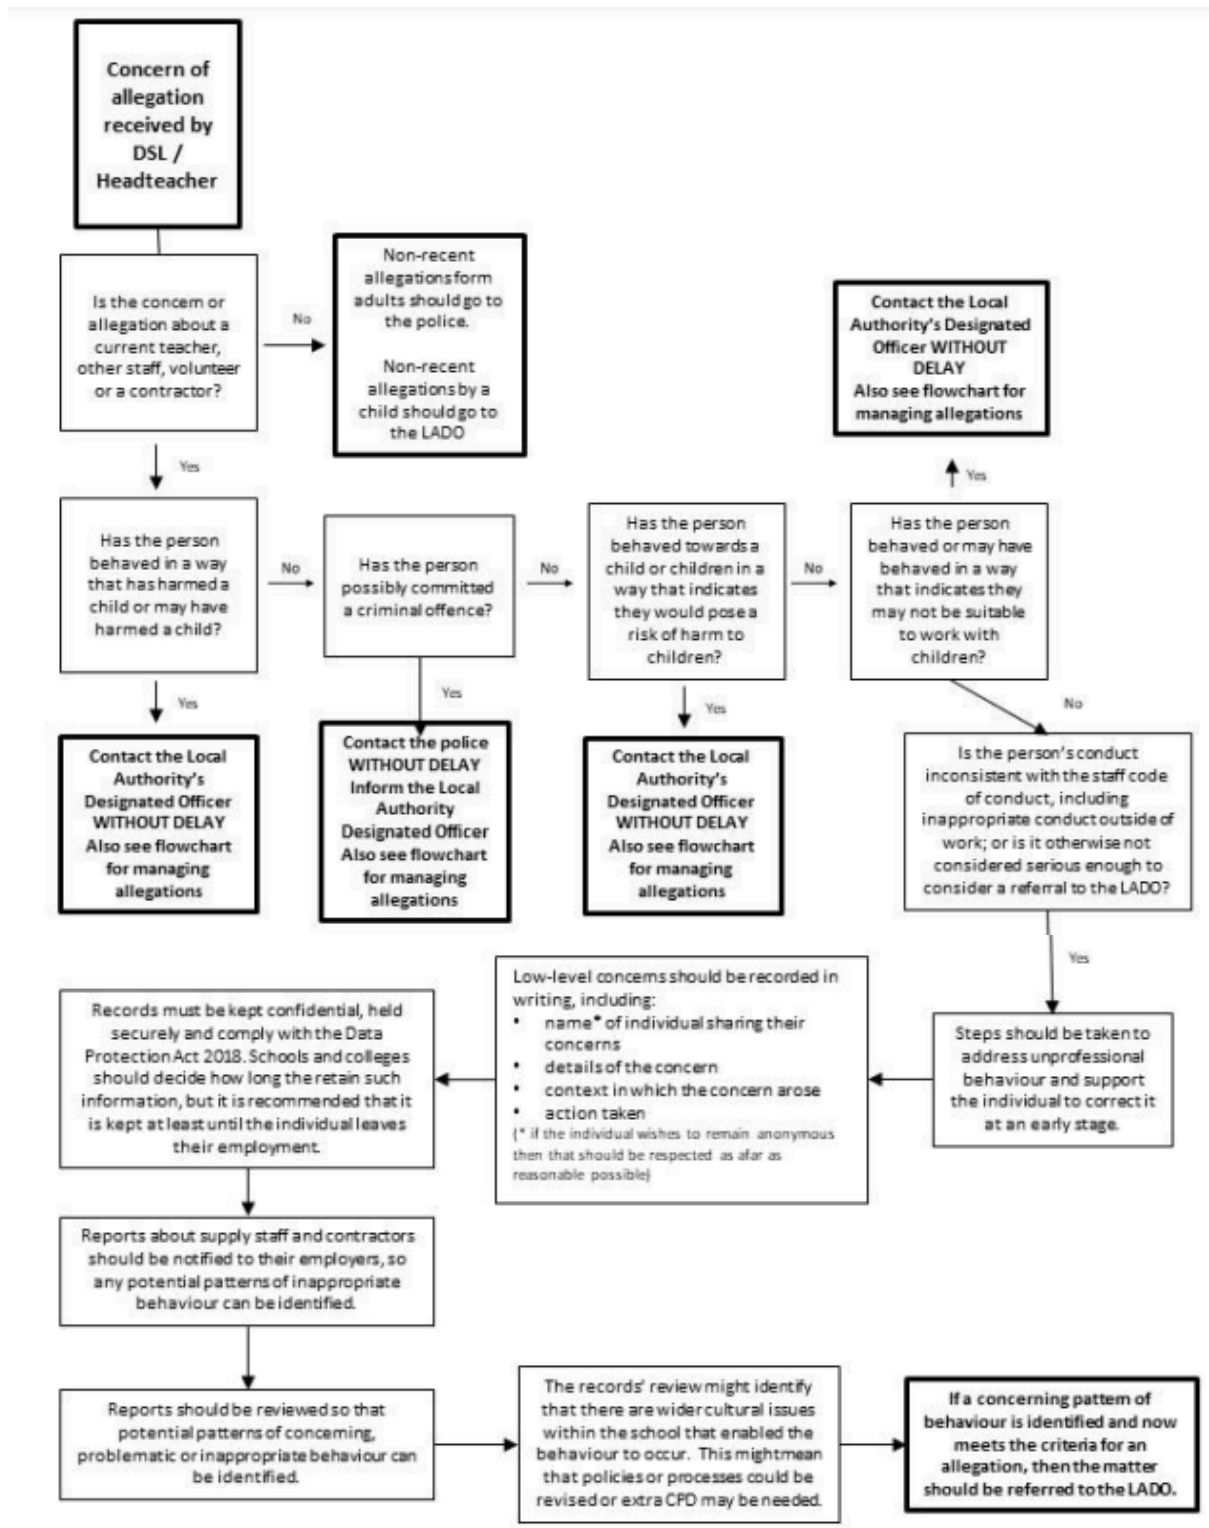 Concern of
allegation
received by
DSL /
Headteacher
Is the concern or
allegation about a
current teacher,
other staff, volunteer
or a contractor?
No
Non-recent
allegations form
adults should go to
the police.
Non-recent
allegations by a
child should go to
the LADO
Contact the Local
Authority's Designated
Officer WITHOUT
DELAY
Also see flowchart for
managing allegations
Yes
Yes
Has the person
behaved in a way
that has harmed a
child or may have
harmed a child?
No
Has the person
possibly committed
a criminal offence?
No
Has the person
behaved towards a
child or children in a
way that indicates
they would pose a
risk of harm to
children?
No
Has the person
behaved or may have
behaved in a way
that indicates they
may not be suitable
to work with
children?
Yes
Yes
Yes
No
Contact the Local
Authority's
Designated Officer
WITHOUT DELAY
Also see flowchart
for managing
allegations
Contact the police
WITHOUT DELAY
Inform the Local
Authority
Designated Officer
Also see flowchart
for managing
allegations
Contact the Local
Authority's
Designated Officer
WITHOUT DELAY
Also see flowchart
for managing
allegations
Is the person's conduct
inconsistent with the staff code
of conduct, including
inappropriate conduct outside of
work; or is it otherwise not
considered serious enough to
consider a referral to the LADO?
Yes
Steps should be taken to
address unprofessional
behaviour and support
the individual to correct it
at an early stage.
Low-level concerns should be recorded in
writing, including:
• name* of individual sharing their
concerns
• details of the concern
• context in which the concern arose
• action taken
(* if the individual wishes to remain anonymous
then that should be respected as afar as
reasonable possible)
Records must be kept confidential, held
securely and comply with the Data
Protection Act 2018. Schools and colleges
should decide how long the retain such
information, but it is recommended that it
is kept at least until the individual leaves
their employment.
Reports about supply staff and contractors
should be notified to their employers, so
any potential patterns of inappropriate
behaviour can be identified.
Reports should be reviewed so that
potential patterns of concerning,
problematic or inappropriate behaviour can
be identified.
The records' review might identify
that there are wider cultural issues
within the school that enabled the
behaviour to occur. This might mean
that policies or processes could be
revised or extra CPD may be needed.
If a concerning pattern of
behaviour is identified and now
meets the criteria for an
allegation, then the matter
should be referred to the LADO.